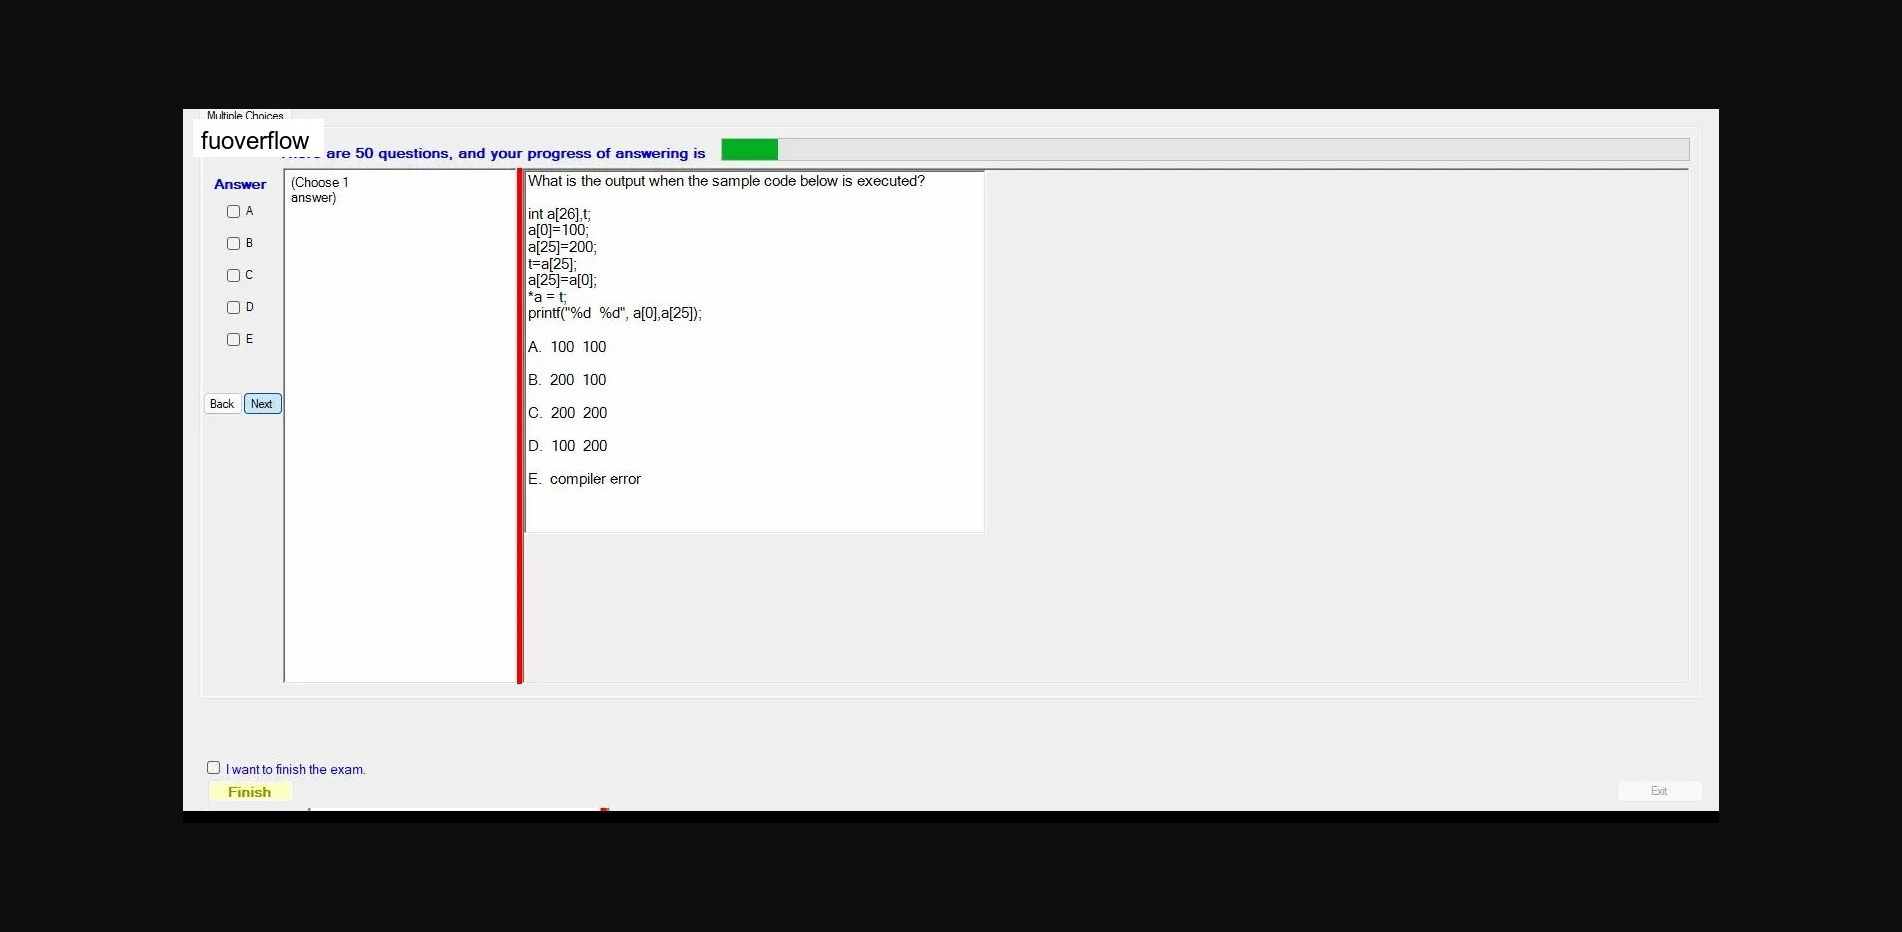 Multiple Choices
fuoverflow
are 50 questions, and your progress of answering is
Answer
(Choose 1
answer)
A
B
C
D
E
Back Next
What is the output when the sample code below is executed?
int a[26],t;
a[0]=100;
a[25]=200;
t=a[25];
a[25]=a[0];
*a = t;
printf("%d  %d", a[0],a[25]);
A.  100  100
B.  200  100
C.  200  200
D.  100  200
E.  compiler error
I want to finish the exam.
Finish
Exit